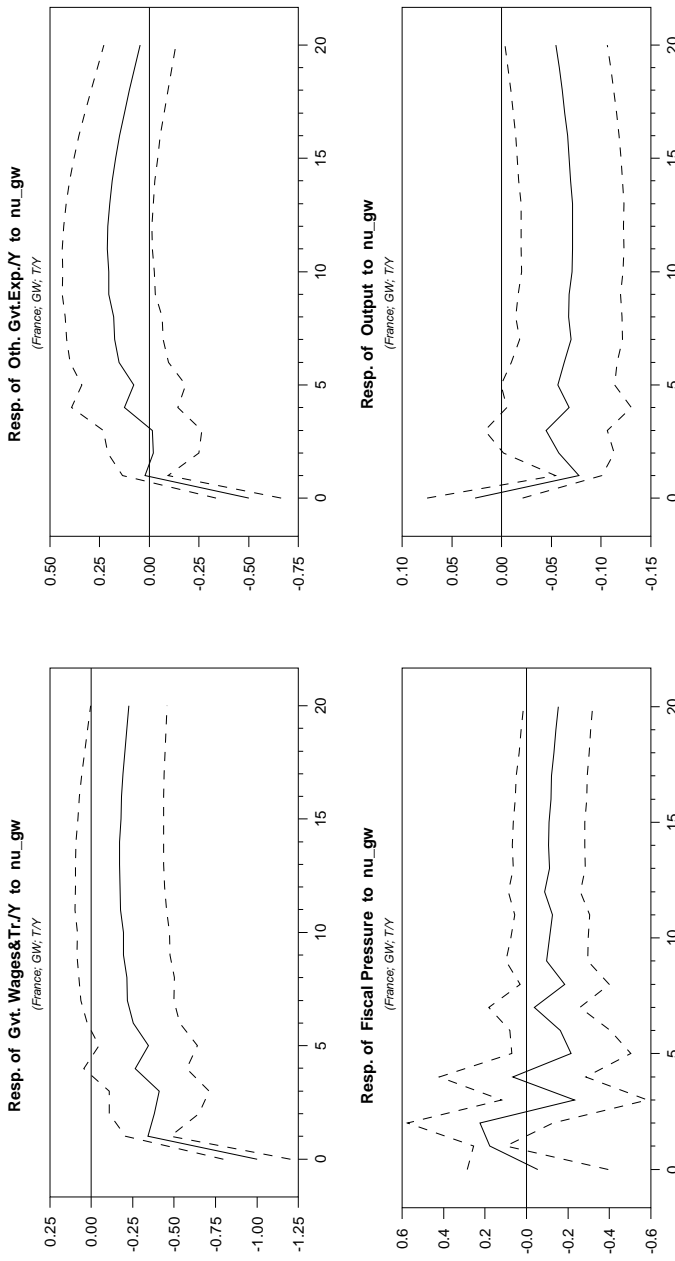 Resp. of Gvt. Wages&Tr./Y to nu_gw
(France; GW; T/Y)
0.25
0.00
-0.25
-0.50
-0.75
-1.00
-1.25
0 5 10 15 20
Resp. of Oth. Gvt.Exp./Y to nu_gw
(France; GW; T/Y)
0.50
0.25
0.00
-0.25
-0.50
-0.75
0 5 10 15 20
Resp. of Fiscal Pressure to nu_gw
(France; GW; T/Y)
0.6
0.4
0.2
-0.0
-0.2
-0.4
-0.6
0 5 10 15 20
Resp. of Output to nu_gw
(France; GW; T/Y)
0.10
0.05
0.00
-0.05
-0.10
-0.15
0 5 10 15 20